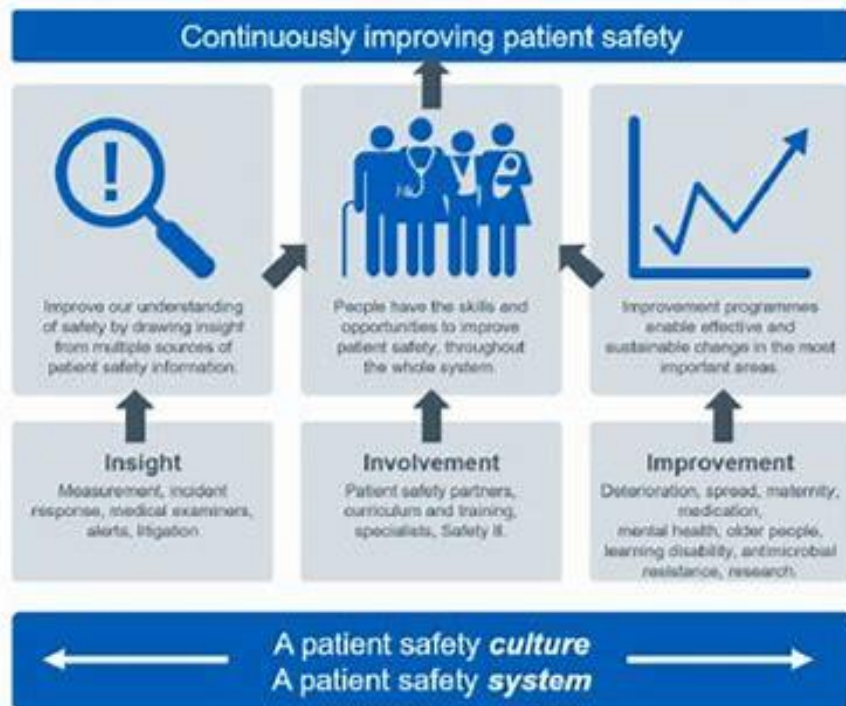 Continuously improving patient safety
Improve our understanding
of safety by drawing insight
from multiple sources of
patient safety information.
People have the skills and
opportunities to improve
patient safety, throughout
the whole system.
Improvement programmes
enable effective and
sustainable change in the most
important areas.
Insight
Measurement, incident
response, medical examiners,
alerts, litigation
Involvement
Patient safety partners,
curriculum and training,
specialists, Safety II.
Improvement
Deterioration, spread, maternity,
medication,
mental health, older people,
learning disability, antimicrobial
resistance, research.
A patient safety culture
A patient safety system